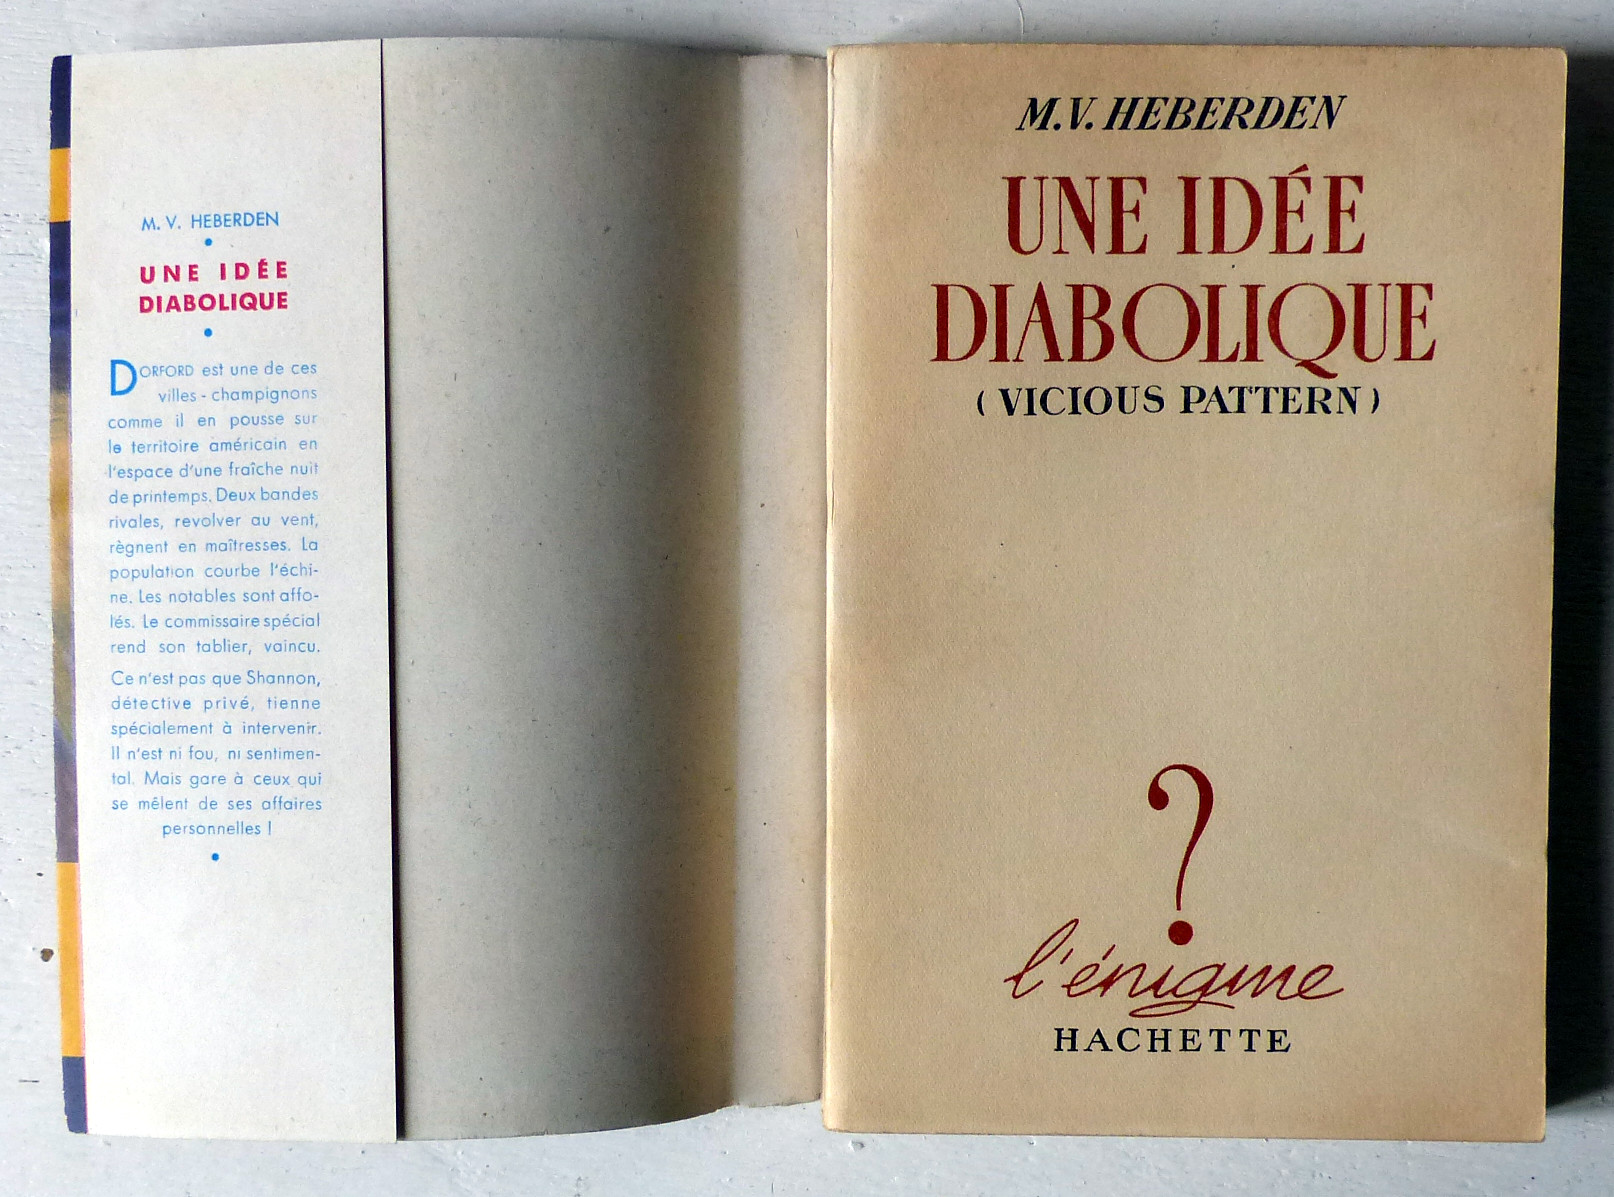 M. V. HEBERDEN
•
UNE IDÉE
DIABOLIQUE
•
DORFORD est une de ces
villes - champignons
comme il en pousse sur
le territoire américain en
l'espace d'une fraîche nuit
de printemps. Deux bandes
rivales, revolver au vent,
règnent en maîtresses. La
population courbe l'échi-
ne. Les notables sont affo-
lés. Le commissaire spécial
rend son tablier, vaincu.
Ce n'est pas que Shannon,
détective privé, tienne
spécialement à intervenir.
Il n'est ni fou, ni sentimen-
tal. Mais gare à ceux qui
se mêlent de ses affaires
personnelles !
•
M. V. HEBERDEN
UNE IDÉE
DIABOLIQUE
( VICIOUS PATTERN )
?
l'énigme
HACHETTE